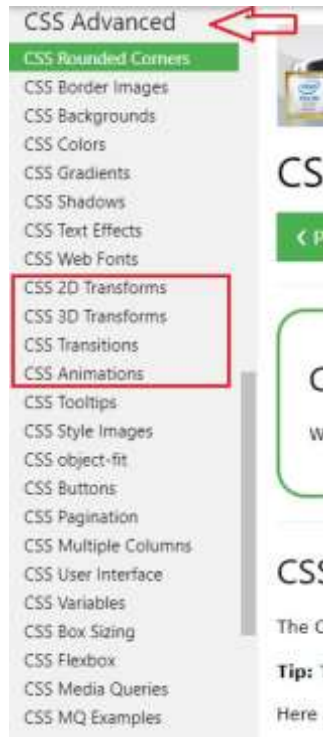 CSS Advanced
CSS Rounded Corners
CSS Border Images
CSS Backgrounds
CSS Colors
CSS Gradients
CSS Shadows
CSS Text Effects
CSS Web Fonts
CSS 2D Transforms
CSS 3D Transforms
CSS Transitions
CSS Animations
CSS Tooltips
CSS Style Images
CSS object-fit
CSS Buttons
CSS Pagination
CSS Multiple Columns
CSS User Interface
CSS Variables
CSS Box Sizing
CSS Flexbox
CSS Media Queries
CSS MQ Examples
CS
❮ P
C
W
CSS
The C
Tip:
Here